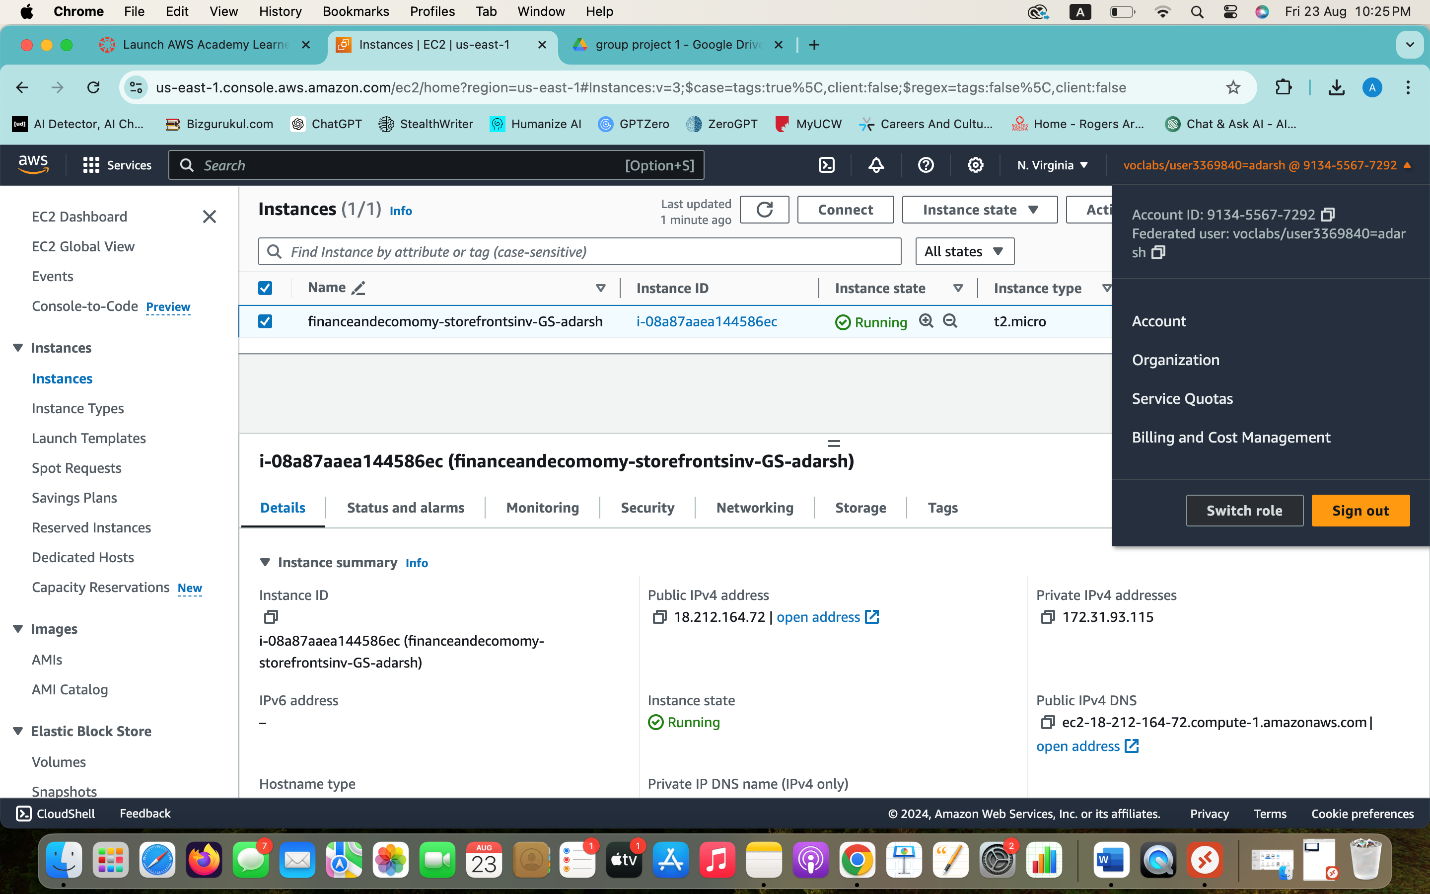 Chrome File Edit View History Bookmarks Profiles Tab Window Help A Fri 23 Aug 10:25 PM
Launch AWS Academy Learne Instances | EC2 | us-east-1 group project 1 - Google Driv
us-east-1.console.aws.amazon.com/ec2/home?region=us-east-1#Instances:v=3;$case=tags:true%5C,client:false;$regex=tags:false%5C,client:false A
AI Detector, AI Ch... Bizgurukul.com ChatGPT StealthWriter Humanize AI GPTZero ZeroGPT MyUCW Careers And Cultu... Home - Rogers Ar... Chat & Ask AI - AI...
aws Services Search [Option+S] N. Virginia voclabs/user3369840=adarsh @ 9134-5567-7292
Account ID: 9134-5567-7292
Federated user: voclabs/user3369840=adar
sh
Account
Organization
Service Quotas
Billing and Cost Management
Switch role Sign out
EC2 Dashboard
EC2 Global View
Events
Console-to-Code Preview
Instances
Instances
Instance Types
Launch Templates
Spot Requests
Savings Plans
Reserved Instances
Dedicated Hosts
Capacity Reservations New
Images
AMIs
AMI Catalog
Elastic Block Store
Volumes
Snapshots
Instances (1/1) Info
Last updated
1 minute ago
Connect Instance state Acti
Find Instance by attribute or tag (case-sensitive) All states
Name Instance ID Instance state Instance type
financeandecomomy-storefrontsinv-GS-adarsh i-08a87aaea144586ec Running t2.micro
i-08a87aaea144586ec (financeandecomomy-storefrontsinv-GS-adarsh)
Details Status and alarms Monitoring Security Networking Storage Tags
Instance summary Info
Instance ID
i-08a87aaea144586ec (financeandecomomy-
storefrontsinv-GS-adarsh)
Public IPv4 address
18.212.164.72 | open address
Private IPv4 addresses
172.31.93.115
IPv6 address
–
Instance state
Running
Public IPv4 DNS
ec2-18-212-164-72.compute-1.amazonaws.com |
open address
Hostname type
Private IP DNS name (IPv4 only)
CloudShell Feedback © 2024, Amazon Web Services, Inc. or its affiliates. Privacy Terms Cookie preferences
7 AUG 23 1 1 tv 2 W